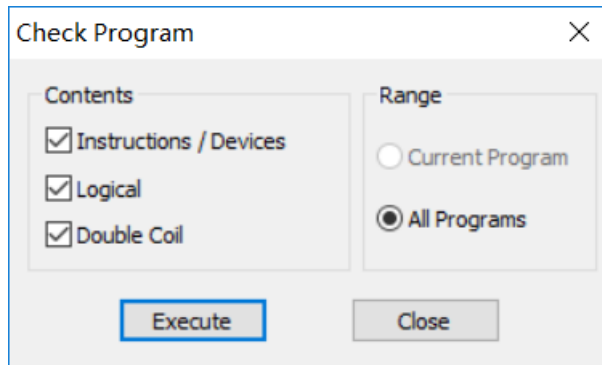 Check Program
Contents
Instructions / Devices
Logical
Double Coil
Range
Current Program
All Programs
Execute
Close